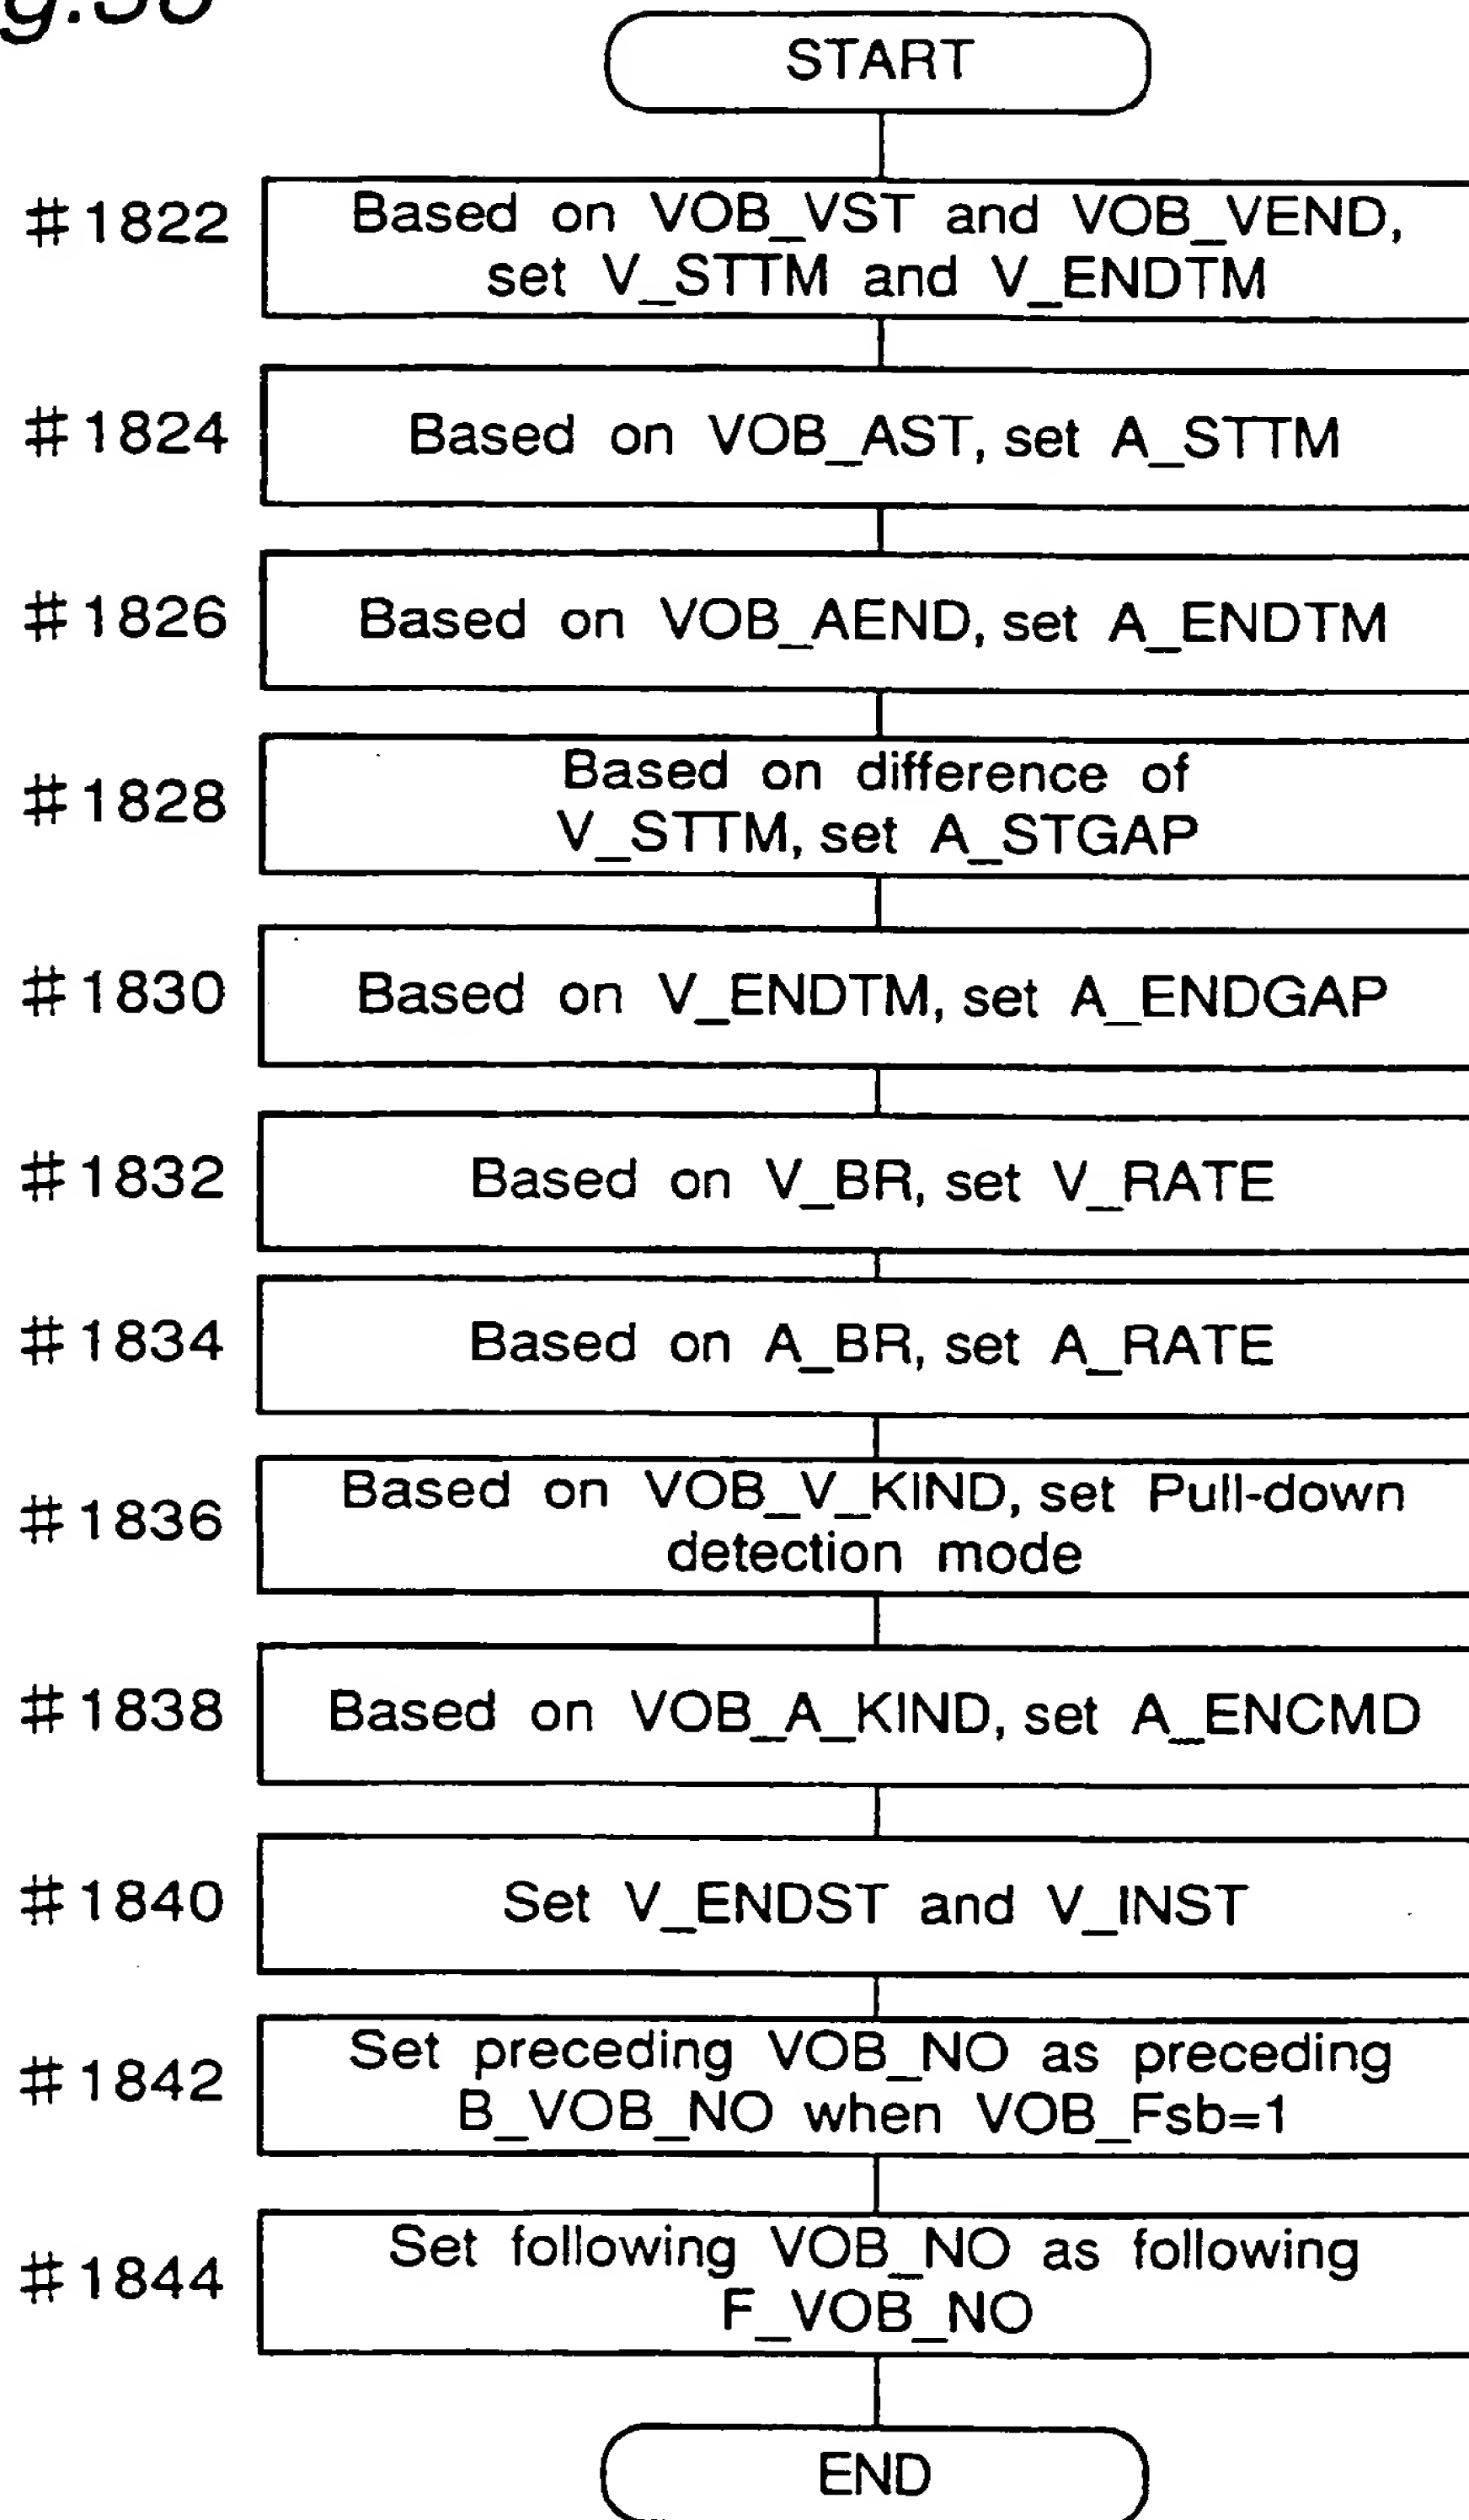 START
#1822
Based on VOB_VST and VOB_VEND,
set V_STTM and V_ENDTM
#1824
Based on VOB_AST, set A_STTM
#1826
Based on VOB_AEND, set A_ENDTM
#1828
Based on difference of
V_STTM, set A_STGAP
#1830
Based on V_ENDTM, set A_ENDGAP
#1832
Based on V_BR, set V_RATE
#1834
Based on A_BR, set A_RATE
#1836
Based on VOB_V_KIND, set Pull-down
detection mode
#1838
Based on VOB_A_KIND, set A_ENCMD
#1840
Set V_ENDST and V_INST
#1842
Set preceding VOB_NO as preceding
B_VOB_NO when VOB_Fsb=1
#1844
Set following VOB_NO as following
F_VOB_NO
END